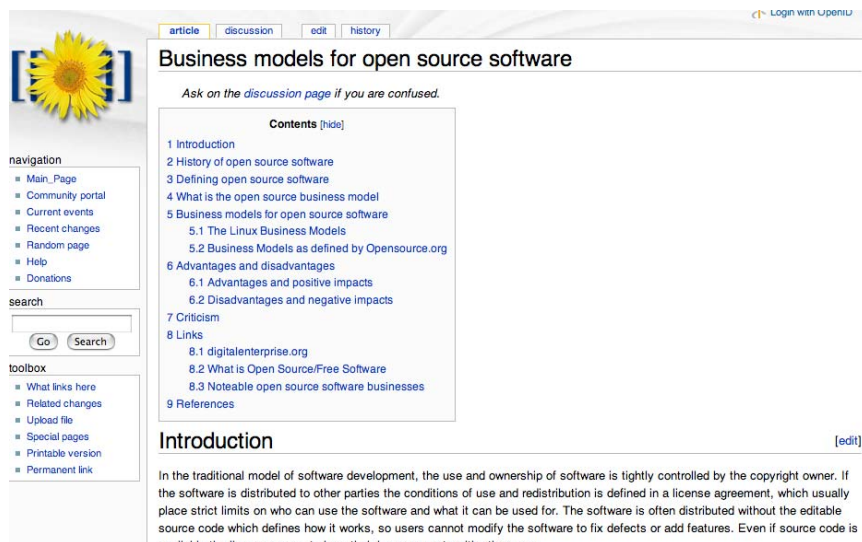 Login with OpenID
article discussion edit history
Business models for open source software
Ask on the discussion page if you are confused.
Contents [hide]
1 Introduction
2 History of open source software
3 Defining open source software
4 What is the open source business model
5 Business models for open source software
5.1 The Linux Business Models
5.2 Business Models as defined by Opensource.org
6 Advantages and disadvantages
6.1 Advantages and positive impacts
6.2 Disadvantages and negative impacts
7 Criticism
8 Links
8.1 digitalenterprise.org
8.2 What is Open Source/Free Software
8.3 Noteable open source software businesses
9 References
navigation
Main_Page
Community portal
Current events
Recent changes
Random page
Help
Donations
search
Go Search
toolbox
What links here
Related changes
Upload file
Special pages
Printable version
Permanent link
Introduction [edit]
In the traditional model of software development, the use and ownership of software is tightly controlled by the copyright owner. If
the software is distributed to other parties the conditions of use and redistribution is defined in a license agreement, which usually
place strict limits on who can use the software and what it can be used for. The software is often distributed without the editable
source code which defines how it works, so users cannot modify the software to fix defects or add features. Even if source code is